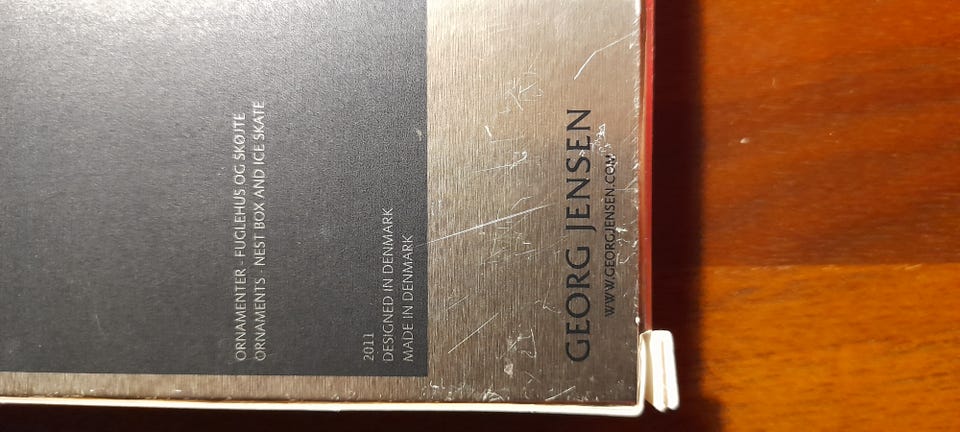 ORNAMENTER - FUGLEHUS OG SKØJTE
ORNAMENTS - NEST BOX AND ICE SKATE
2011
DESIGNED IN DENMARK
MADE IN DENMARK
GEORG JENSEN
WWW.GEORGJENSEN.COM